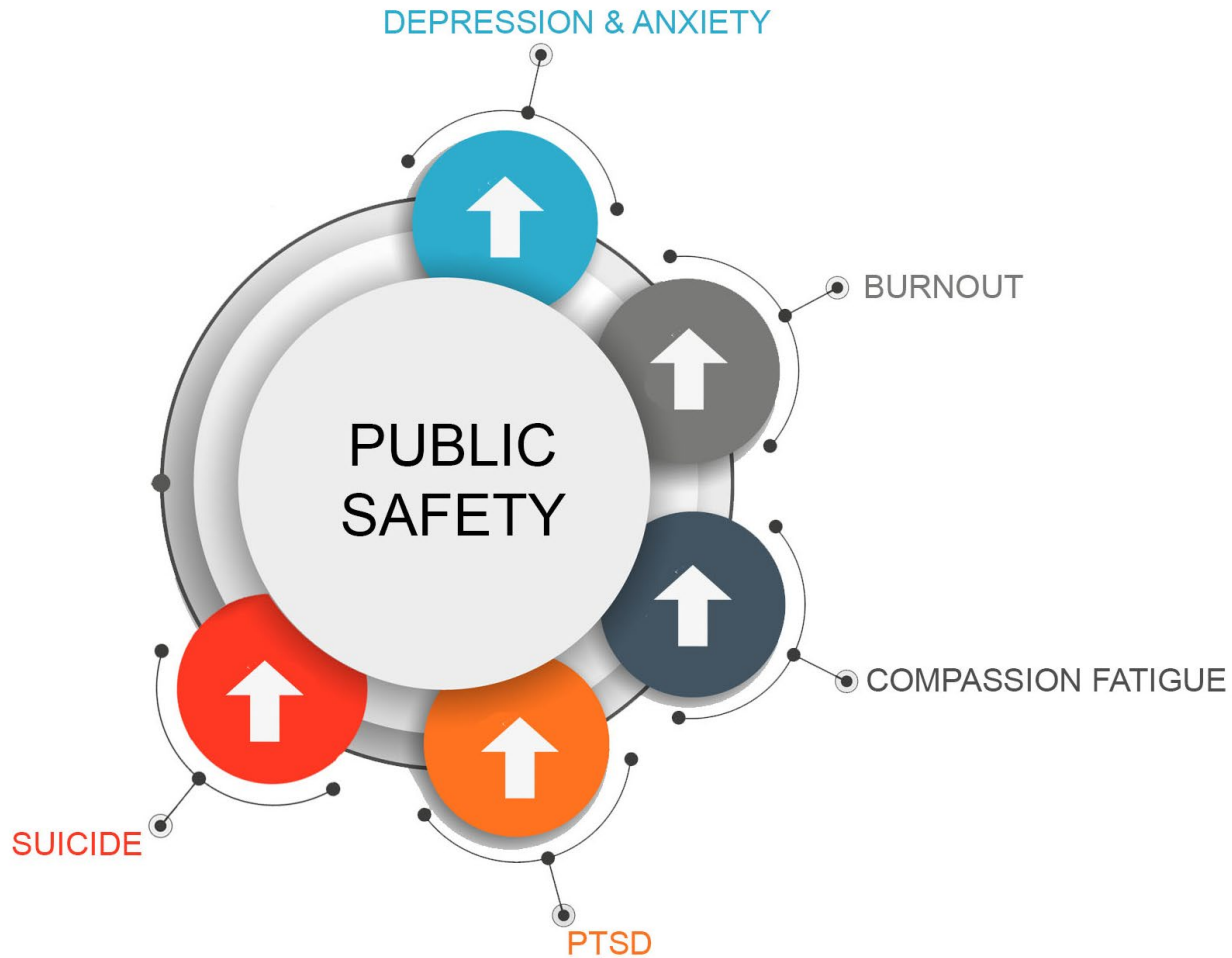 DEPRESSION & ANXIETY
BURNOUT
PUBLIC
SAFETY
COMPASSION FATIGUE
SUICIDE
PTSD